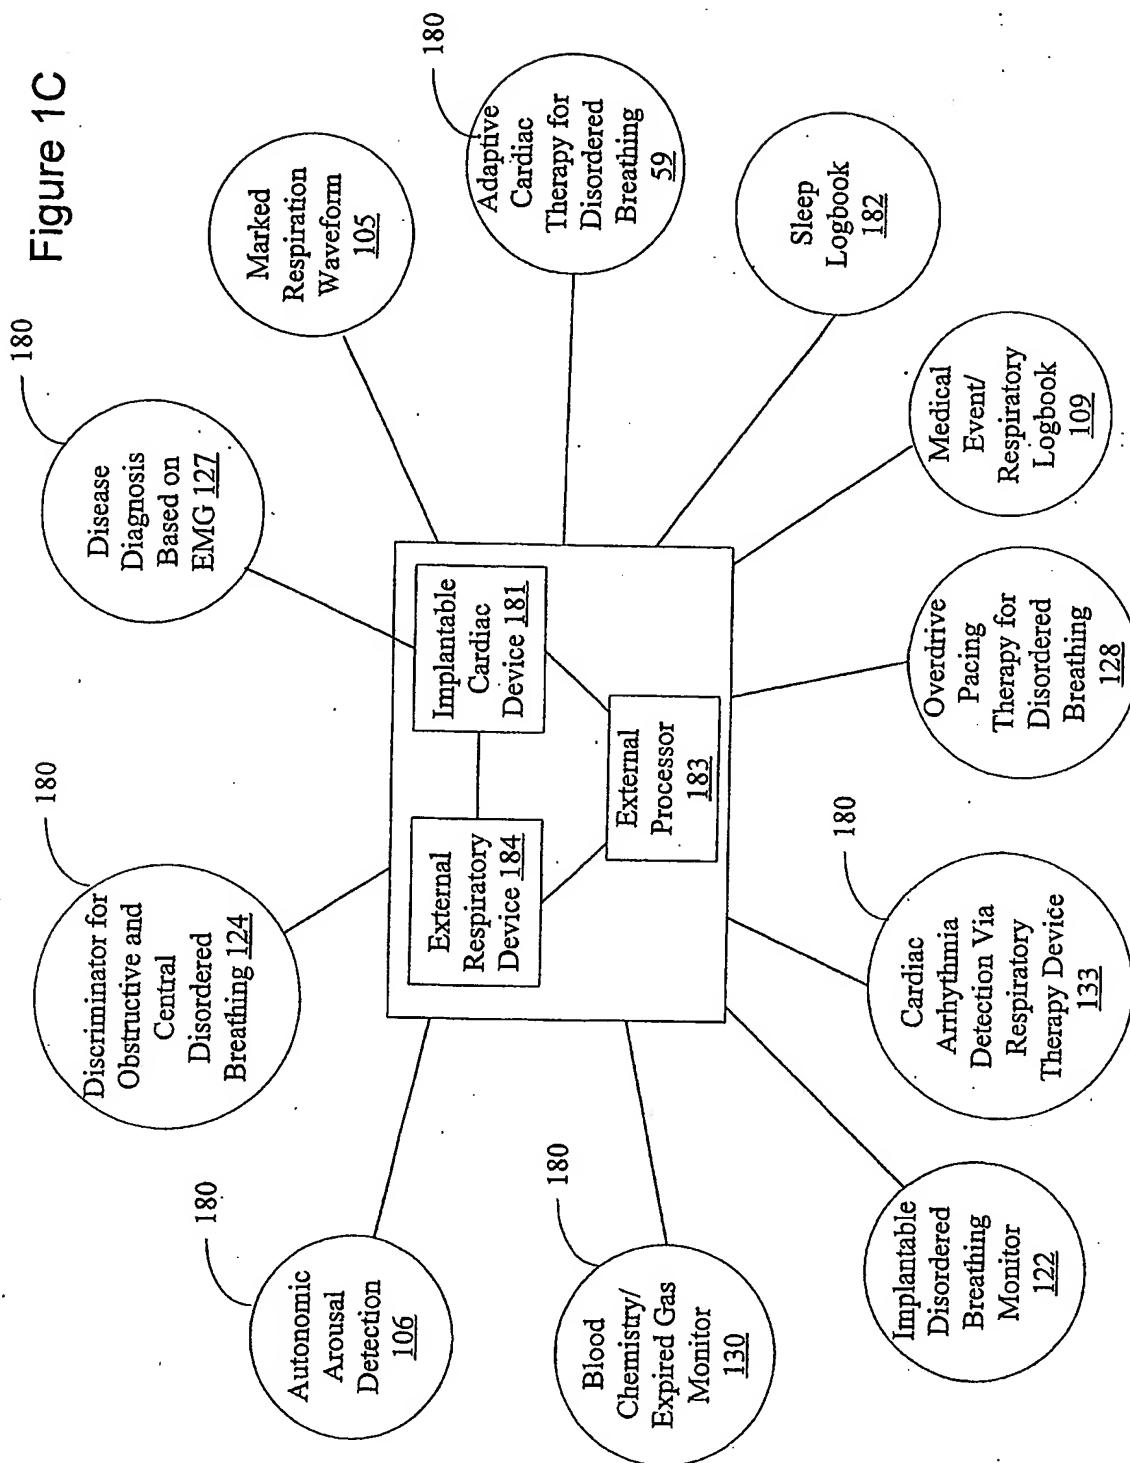 Figure 1C
180
Disease
Diagnosis
Based on
EMG 127
Marked
Respiration
Waveform
105
180
Adaptive
Cardiac
Therapy for
Disordered
Breathing
59
Sleep
Logbook
182
Medical
Event/
Respiratory
Logbook
109
Overdrive
Pacing
Therapy for
Disordered
Breathing
128
180
Cardiac
Arrhythmia
Detection Via
Respiratory
Therapy Device
133
Implantable
Disordered
Breathing
Monitor
122
180
Blood
Chemistry/
Expired Gas
Monitor
130
180
Autonomic
Arousal
Detection
106
180
Discriminator for
Obstructive and
Central
Disordered
Breathing 124
External
Respiratory
Device 184
Implantable
Cardiac
Device 181
External
Processor
183